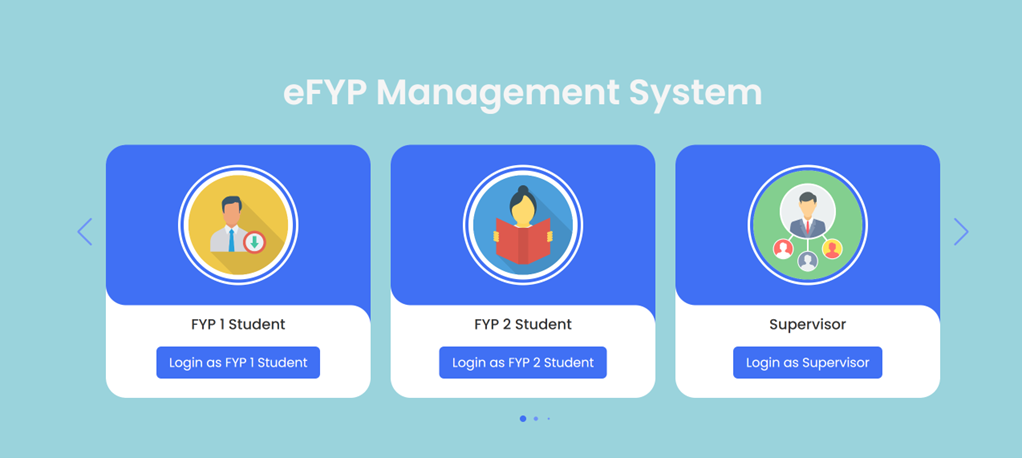 eFYP Management System
FYP 1 Student
Login as FYP 1 Student
FYP 2 Student
Login as FYP 2 Student
Supervisor
Login as Supervisor